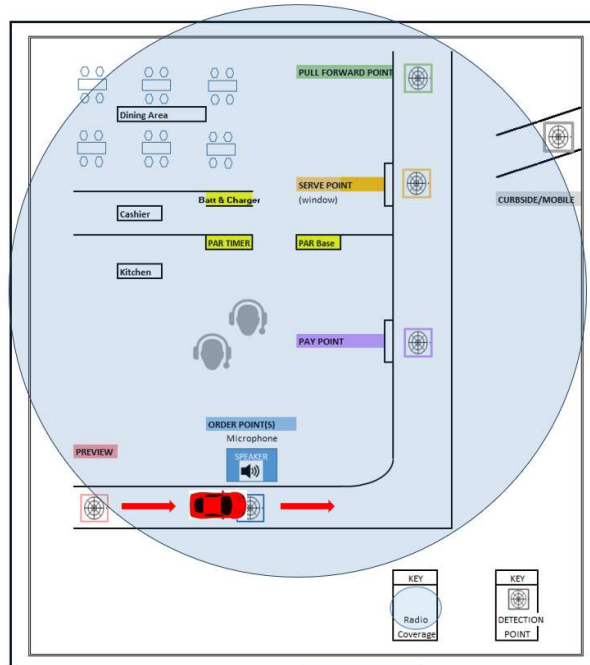 PULL FORWARD POINT
Dining Area
SERVE POINT
(window)
Batt & Charger
CURBSIDE/MOBILE
Cashier
PAR TIMER
PAR Base
Kitchen
PAY POINT
ORDER POINT(S)
Microphone
PREVIEW
SPEAKER
KEY
Radio
Coverage
KEY
DETECTION
POINT